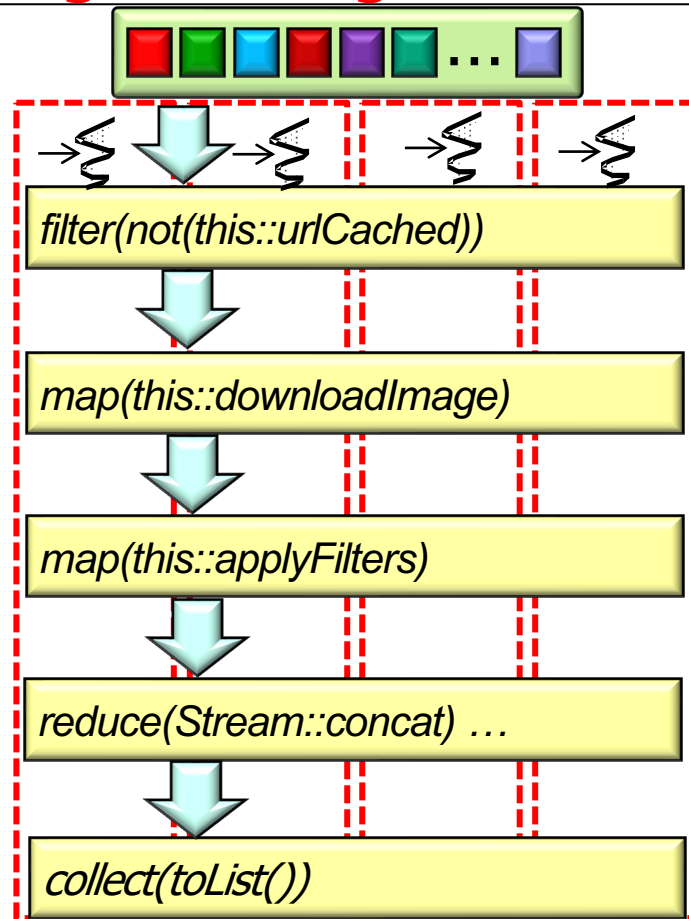 ...
filter(not(this::urlCached))
map(this::downloadImage)
map(this::applyFilters)
reduce(Stream::concat) …
collect(toList())